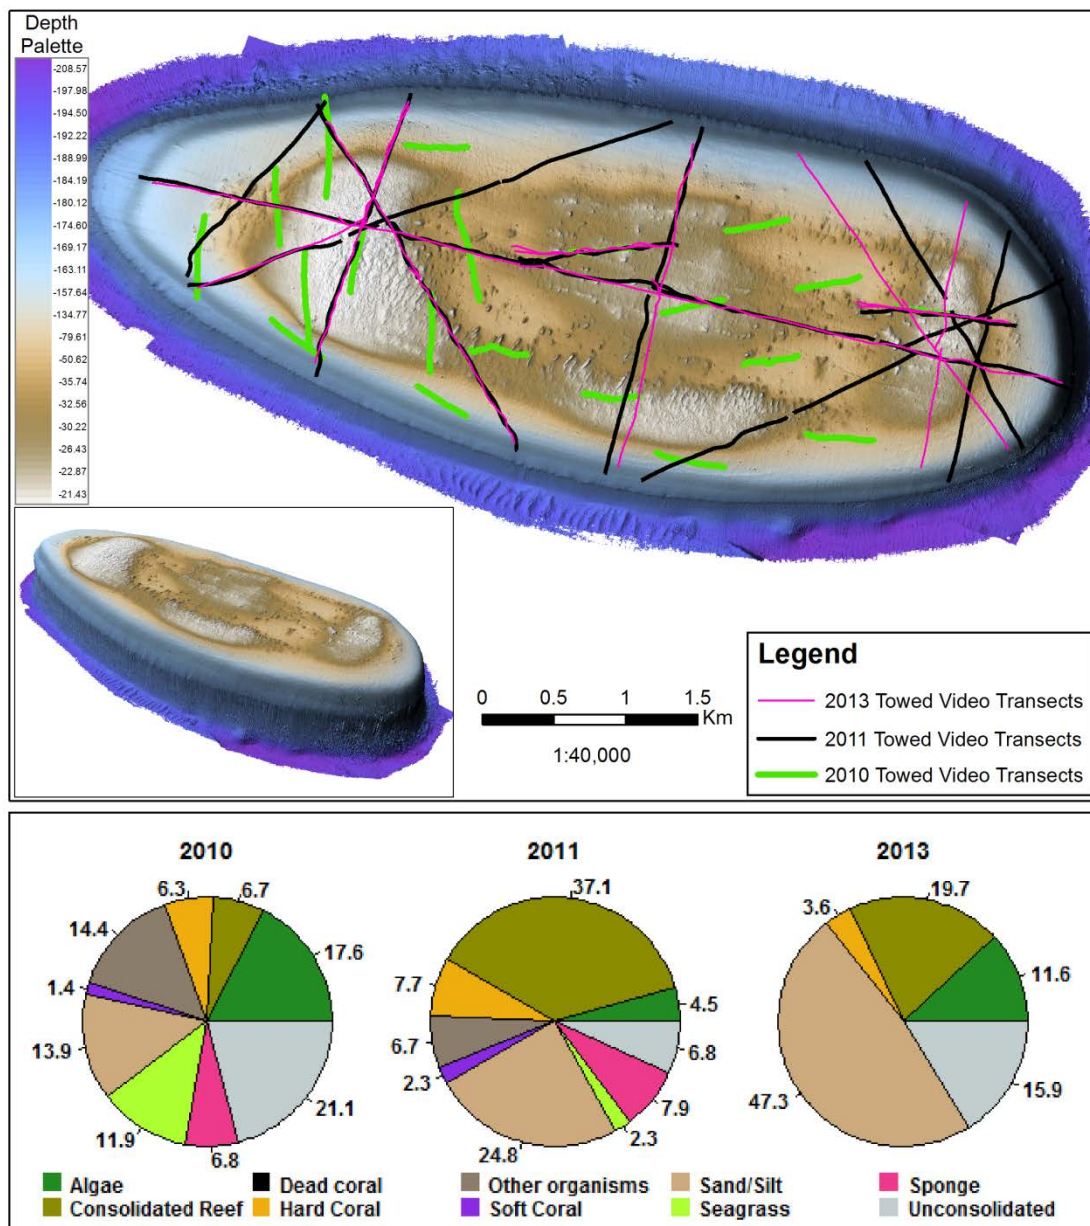 Depth
Palette
-208.57
-197.98
-194.50
-192.22
-188.99
-184.19
-180.12
-174.60
-169.17
-163.11
-157.64
-134.77
-79.61
-50.62
-35.74
-32.56
-30.22
-26.43
-22.87
-21.43
0 0.5 1 1.5
Km
1:40,000
Legend
2013 Towed Video Transects
2011 Towed Video Transects
2010 Towed Video Transects
2010
6.3 6.7
14.4
17.6
1.4
13.9
21.1
11.9
6.8
2011
37.1
7.7
4.5
6.7
6.8
2.3
7.9
24.8
2.3
2013
19.7
3.6
11.6
47.3
15.9
Algae
Dead coral
Other organisms
Sand/Silt
Sponge
Consolidated Reef
Hard Coral
Soft Coral
Seagrass
Unconsolidated